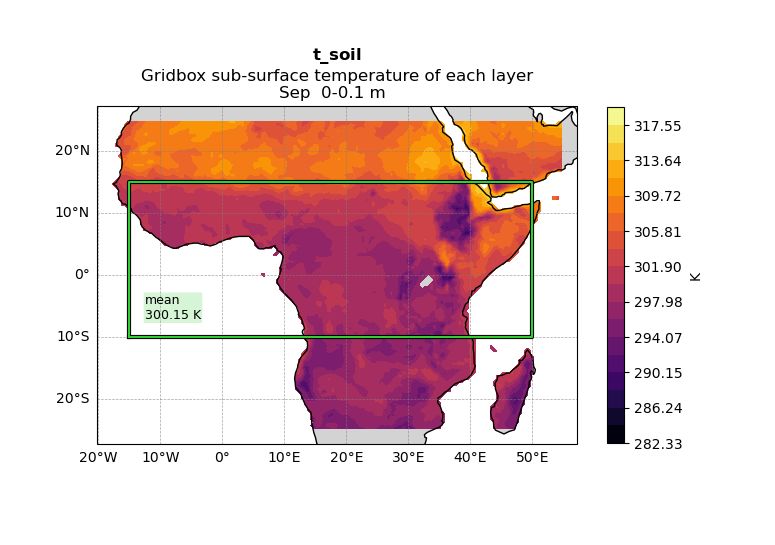 t_soil
Gridbox sub-surface temperature of each layer
Sep  0-0.1 m
20°N
10°N
0°
10°S
20°S
20°W
10°W
0°
10°E
20°E
30°E
40°E
50°E
mean
300.15 K
317.55
313.64
309.72
305.81
301.90
297.98
294.07
290.15
286.24
282.33
K